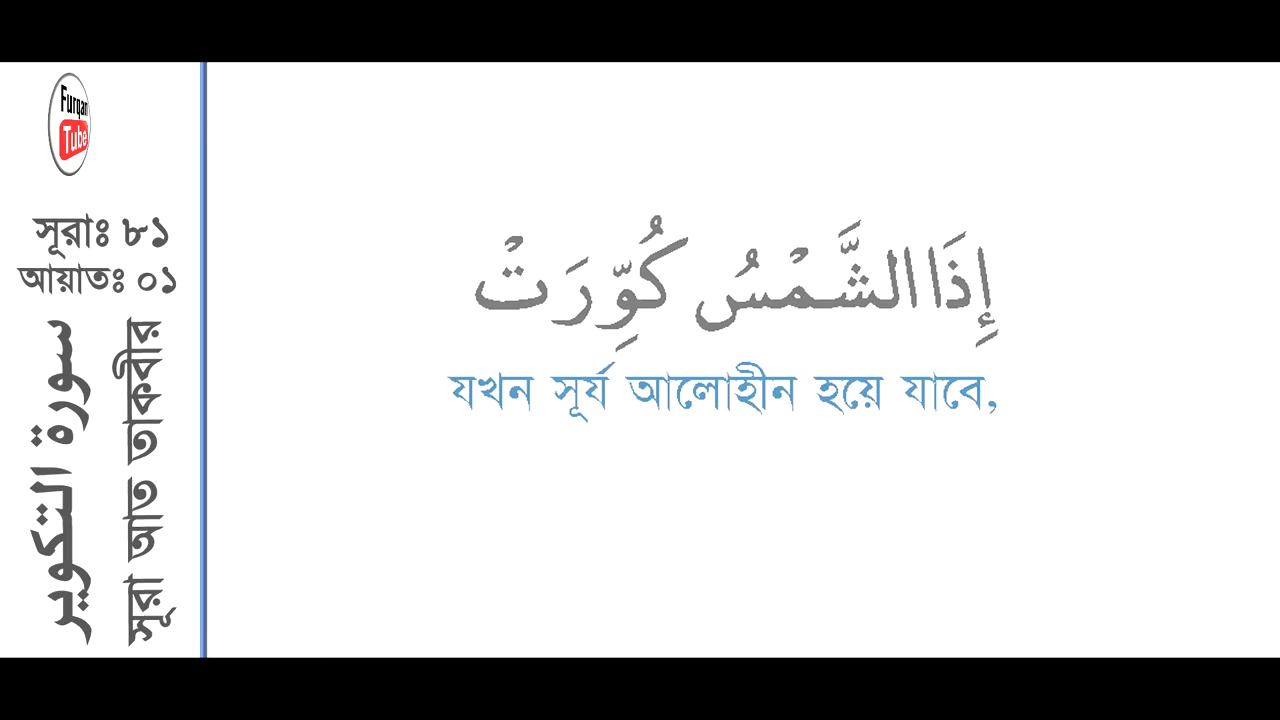 Furqan
Tube
সূরাঃ ৮১
আয়াতঃ ০১
سورة التكوير
সূরা আত তাকবীর
إِذَا الشَّمْسُ كُوِّرَتْ
যখন সূর্য আলোহীন হয়ে যাবে,